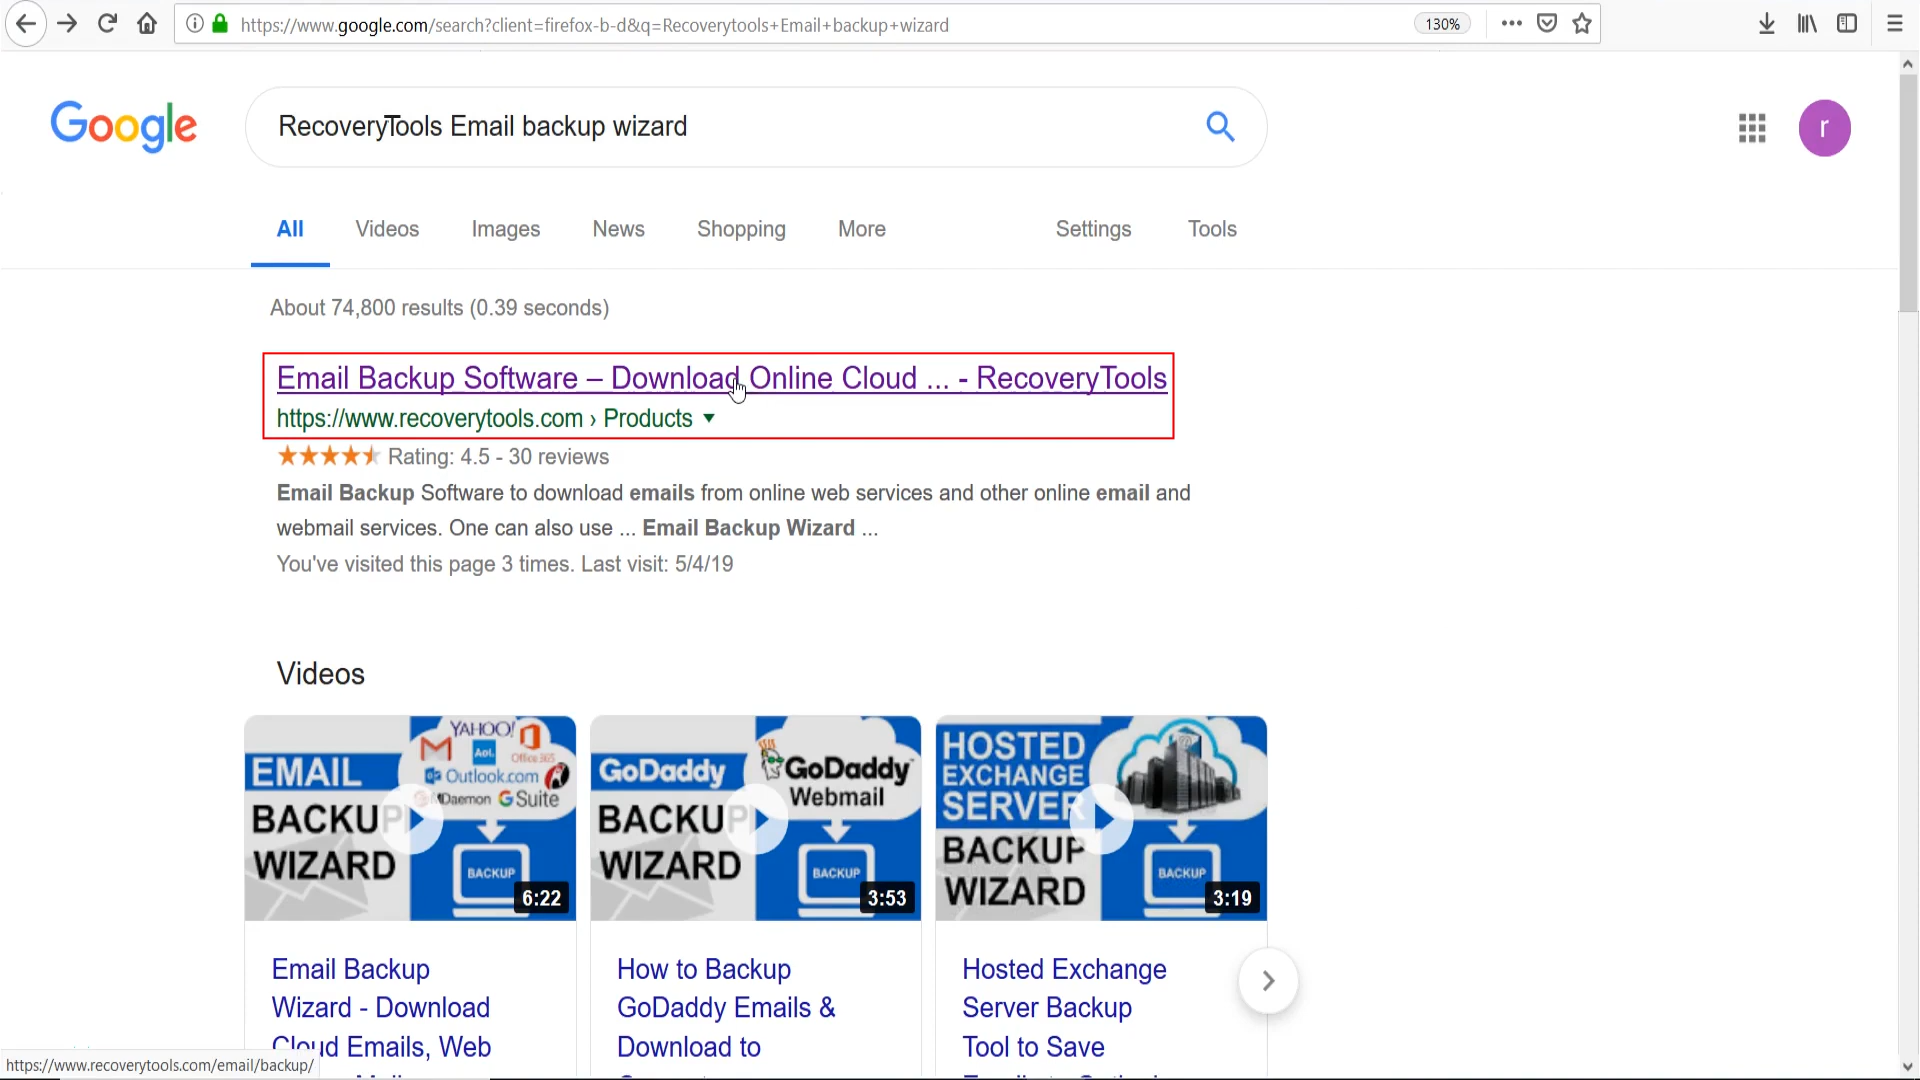 https://www.google.com/search?client=firefox-b-d&q=Recoverytools+Email+backup+wizard
130%
Google
RecoveryTools Email backup wizard
r
All Videos Images News Shopping More Settings Tools
About 74,800 results (0.39 seconds)
Email Backup Software – Download Online Cloud ... - RecoveryTools
https://www.recoverytools.com › Products
Rating: 4.5 - 30 reviews
Email Backup Software to download emails from online web services and other online email and
webmail services. One can also use ... Email Backup Wizard ...
You've visited this page 3 times. Last visit: 5/4/19
Videos
EMAIL
BACKUP
WIZARD
YAHOO!
Aol.
Office 365
Outlook.com
MDaemon G Suite
BACKUP
6:22
GoDaddy
BACKUP
WIZARD
GoDaddy
Webmail
BACKUP
3:53
HOSTED
EXCHANGE
SERVER
BACKUP
WIZARD
BACKUP
3:19
Email Backup
Wizard - Download
Cloud Emails, Web
How to Backup
GoDaddy Emails &
Download to
Hosted Exchange
Server Backup
Tool to Save
https://www.recoverytools.com/email/backup/